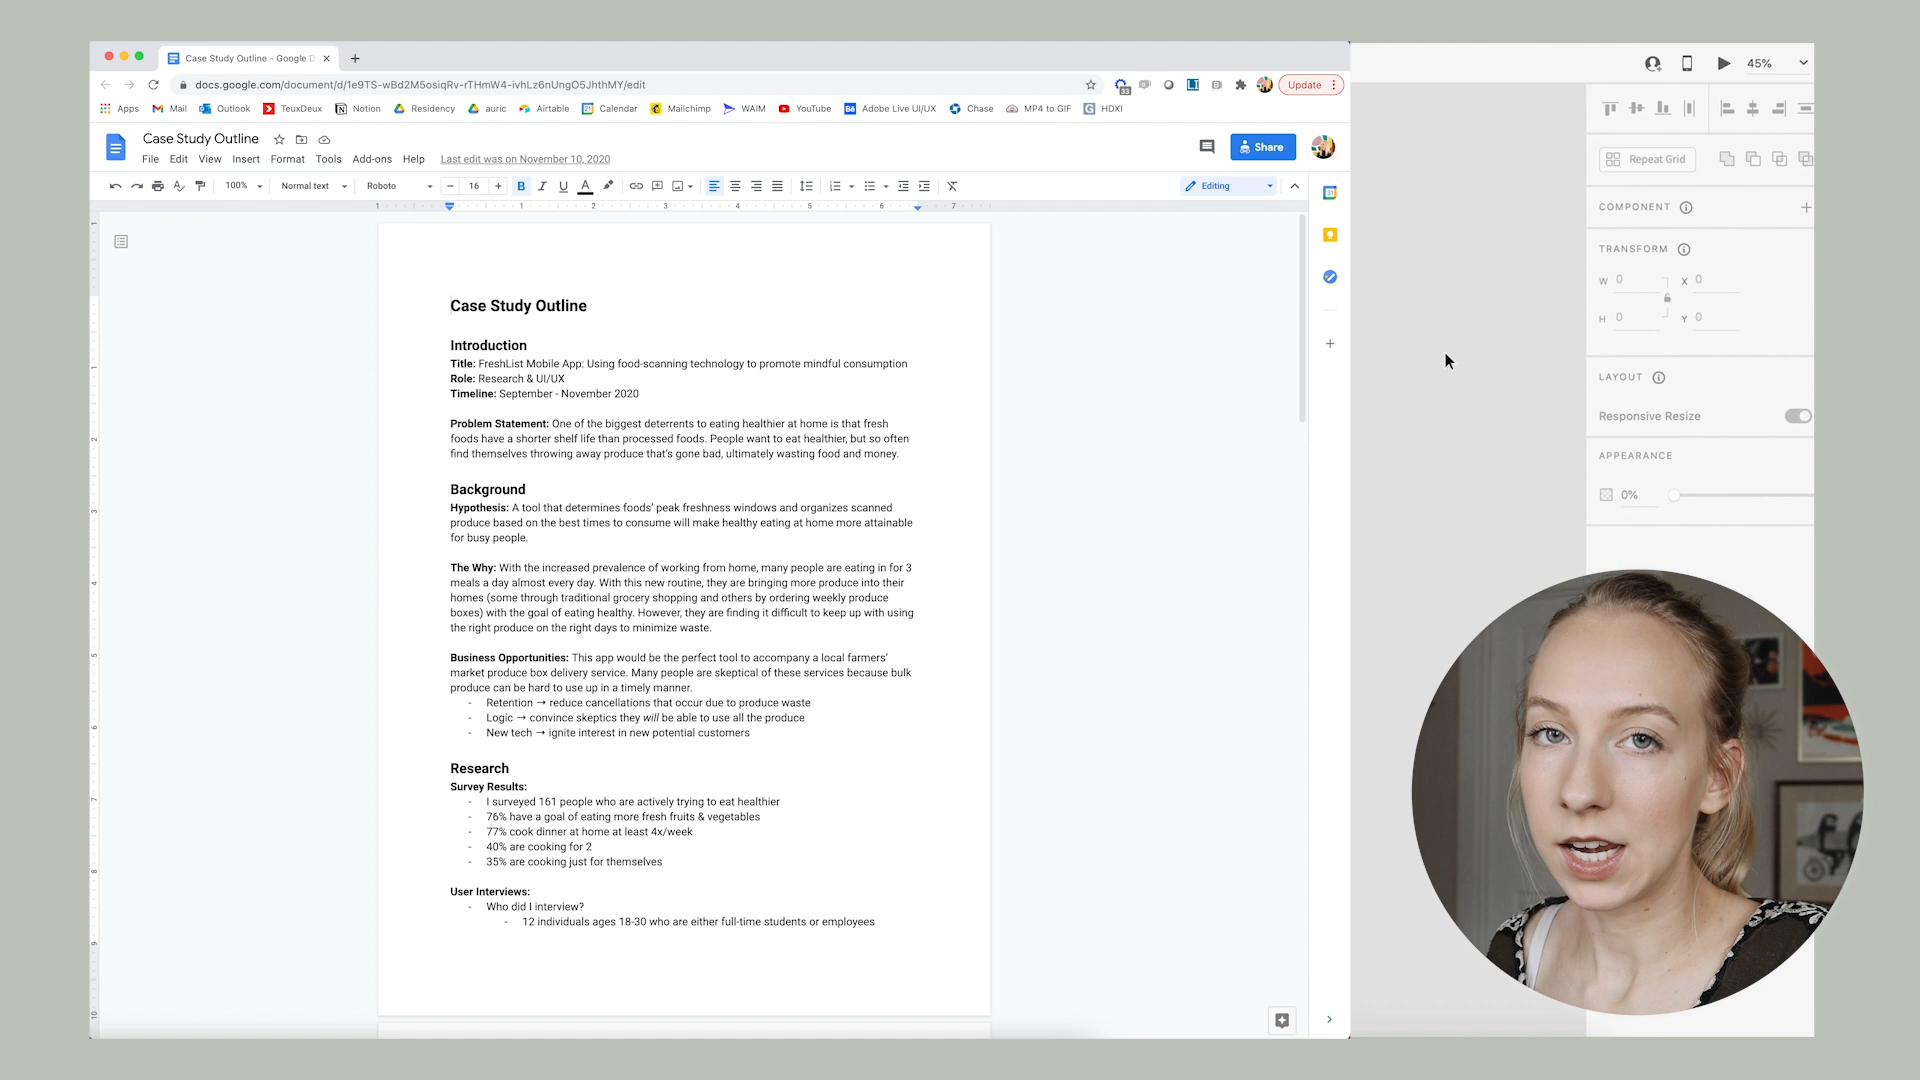 Case Study Outline - Google D
docs.google.com/document/d/1e9TS-wBd2M5osiqRv-rTHmW4-ivhLz6nUngO5JhthMY/edit
33
Update
Apps Mail Outlook TeuxDeux Notion Residency auric Airtable Calendar Mailchimp WAIM YouTube Adobe Live UI/UX Chase MP4 to GIF HDXI
Case Study Outline
File Edit View Insert Format Tools Add-ons Help Last edit was on November 10, 2020
Share
100% Normal text Roboto 16 B I U A Editing
1 1 2 3 4 5 6 7
Case Study Outline
Introduction
Title: FreshList Mobile App: Using food-scanning technology to promote mindful consumption
Role: Research & UI/UX
Timeline: September - November 2020
Problem Statement: One of the biggest deterrents to eating healthier at home is that fresh
foods have a shorter shelf life than processed foods. People want to eat healthier, but so often
find themselves throwing away produce that's gone bad, ultimately wasting food and money.
Background
Hypothesis: A tool that determines foods' peak freshness windows and organizes scanned
produce based on the best times to consume will make healthy eating at home more attainable
for busy people.
The Why: With the increased prevalence of working from home, many people are eating in for 3
meals a day almost every day. With this new routine, they are bringing more produce into their
homes (some through traditional grocery shopping and others by ordering weekly produce
boxes) with the goal of eating healthy. However, they are finding it difficult to keep up with using
the right produce on the right days to minimize waste.
Business Opportunities: This app would be the perfect tool to accompany a local farmers'
market produce box delivery service. Many people are skeptical of these services because bulk
produce can be hard to use up in a timely manner.
- Retention → reduce cancellations that occur due to produce waste
- Logic → convince skeptics they will be able to use all the produce
- New tech → ignite interest in new potential customers
Research
Survey Results:
- I surveyed 161 people who are actively trying to eat healthier
- 76% have a goal of eating more fresh fruits & vegetables
- 77% cook dinner at home at least 4x/week
- 40% are cooking for 2
- 35% are cooking just for themselves
User Interviews:
- Who did I interview?
- 12 individuals ages 18-30 who are either full-time students or employees
45%
Repeat Grid
COMPONENT
TRANSFORM
W 0 X 0
H 0 Y 0
LAYOUT
Responsive Resize
APPEARANCE
0%